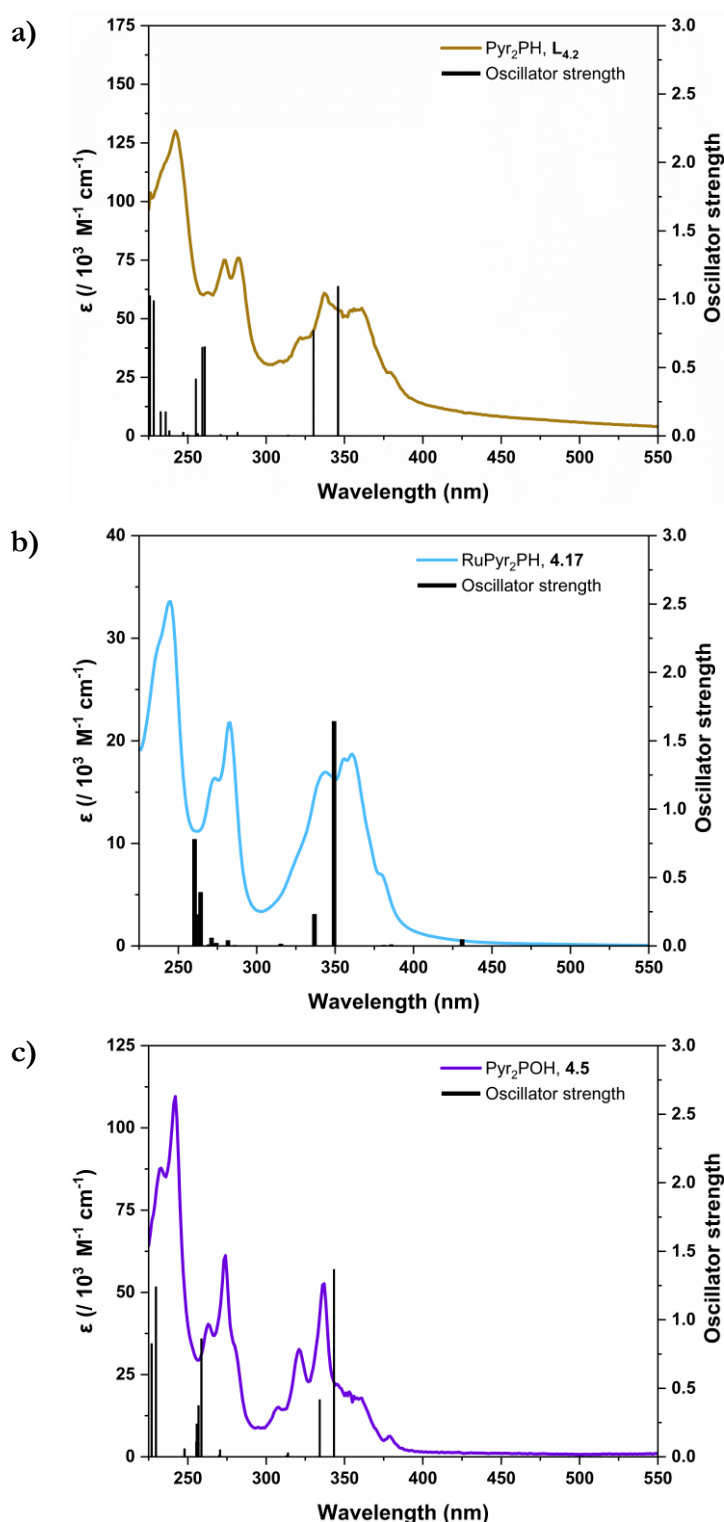 a)
Pyr₂PH, L₄.₂
Oscillator strength
ε (/ 10³ M⁻¹ cm⁻¹)
175
150
125
100
75
50
25
0
3.0
2.5
2.0
1.5
1.0
0.5
0.0
Oscillator strength
250 300 350 400 450 500 550
Wavelength (nm)
b)
RuPyr₂PH, 4.17
Oscillator strength
ε (/ 10³ M⁻¹ cm⁻¹)
40
30
20
10
0
3.0
2.5
2.0
1.5
1.0
0.5
0.0
Oscillator strength
250 300 350 400 450 500 550
Wavelength (nm)
c)
Pyr₂POH, 4.5
Oscillator strength
ε (/ 10³ M⁻¹ cm⁻¹)
125
100
75
50
25
0
3.0
2.5
2.0
1.5
1.0
0.5
0.0
Oscillator strength
250 300 350 400 450 500 550
Wavelength (nm)